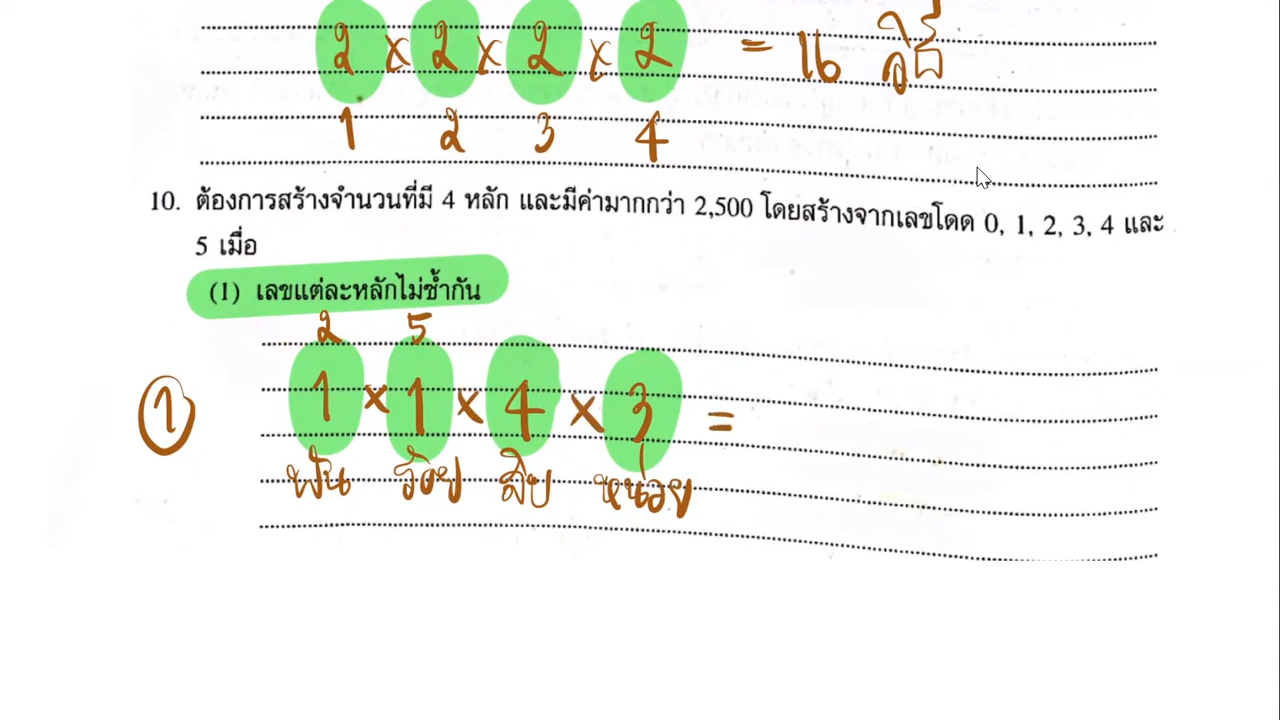 2 x 2 x 2 x 2 = 16 วิธี
1 2 3 4
10. ต้องการสร้างจำนวนที่มี 4 หลัก และมีค่ามากกว่า 2,500 โดยสร้างจากเลขโดด 0, 1, 2, 3, 4 และ
5 เมื่อ
(1) เลขแต่ละหลักไม่ซ้ำกัน
2 5
1 1 x 1 x 4 x 3 =
พัน ร้อย สิบ หน่วย